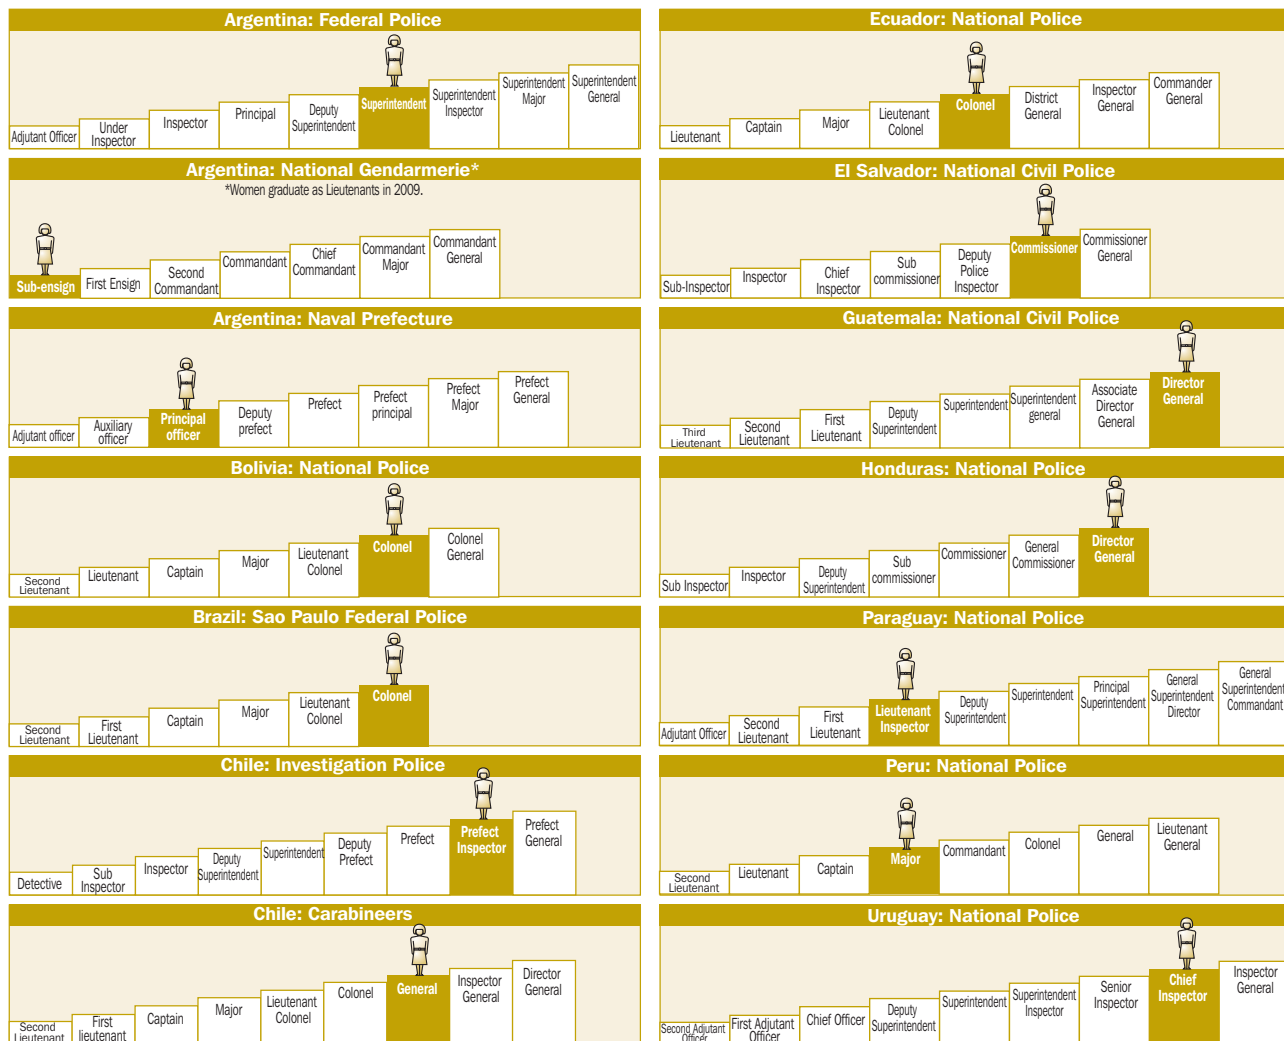 Argentina: Federal Police
Adjutant Officer
Under
Inspector
Inspector
Principal
Deputy
Superintendent
Superintendent
Superintendent
Inspector
Superintendent
Major
Superintendent
General
Argentina: National Gendarmerie*
*Women graduate as Lieutenants in 2009.
Sub-ensign
First Ensign
Second
Commandant
Commandant
Chief
Commandant
Commandant
Major
Commandant
General
Argentina: Naval Prefecture
Adjutant officer
Auxiliary
officer
Principal
officer
Deputy
prefect
Prefect
Prefect
principal
Prefect
Major
Prefect
General
Bolivia: National Police
Second
Lieutenant
Lieutenant
Captain
Major
Lieutenant
Colonel
Colonel
Colonel
General
Brazil: Sao Paulo Federal Police
Second
Lieutenant
First
Lieutenant
Captain
Major
Lieutenant
Colonel
Colonel
Chile: Investigation Police
Detective
Sub
Inspector
Inspector
Deputy
Superintendent
Superintendent
Deputy
Prefect
Prefect
Prefect
Inspector
Prefect
General
Chile: Carabineers
Second
Lieutenant
First
lieutenant
Captain
Major
Lieutenant
Colonel
Colonel
General
Inspector
General
Director
General
Ecuador: National Police
Lieutenant
Captain
Major
Lieutenant
Colonel
Colonel
District
General
Inspector
General
Commander
General
El Salvador: National Civil Police
Sub-Inspector
Inspector
Chief
Inspector
Sub
commissioner
Deputy
Police
Inspector
Commissioner
Commissioner
General
Guatemala: National Civil Police
Third
Lieutenant
Second
Lieutenant
First
Lieutenant
Deputy
Superintendent
Superintendent
Superintendent
general
Associate
Director
General
Director
General
Honduras: National Police
Sub Inspector
Inspector
Deputy
Superintendent
Sub
commissioner
Commissioner
General
Commissioner
Director
General
Paraguay: National Police
Adjutant Officer
Second
Lieutenant
First
Lieutenant
Lieutenant
Inspector
Deputy
Superintendent
Superintendent
Principal
Superintendent
General
Superintendent
Director
General
Superintendent
Commandant
Peru: National Police
Second
Lieutenant
Lieutenant
Captain
Major
Commandant
Colonel
General
Lieutenant
General
Uruguay: National Police
Second Adjutant
Officer
First Adjutant
Officer
Chief Officer
Deputy
Superintendent
Superintendent
Superintendent
Inspector
Senior
Inspector
Chief
Inspector
Inspector
General